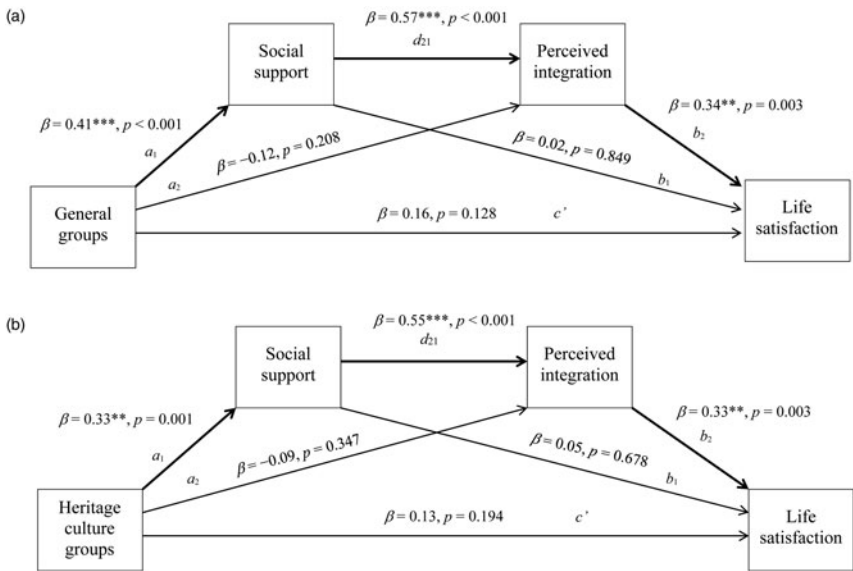 (a)
β = 0.57***, p < 0.001
d21
Social
support
Perceived
integration
β = 0.41***, p < 0.001
β = 0.34**, p = 0.003
a1
β = −0.12, p = 0.208
β = 0.02, p = 0.849
b2
a2
b1
General
groups
β = 0.16, p = 0.128
c’
Life
satisfaction
(b)
β = 0.55***, p < 0.001
d21
Social
support
Perceived
integration
β = 0.33**, p = 0.001
β = 0.33**, p = 0.003
a1
β = −0.09, p = 0.347
β = 0.05, p = 0.678
b2
a2
b1
Heritage
culture
groups
β = 0.13, p = 0.194
c’
Life
satisfaction